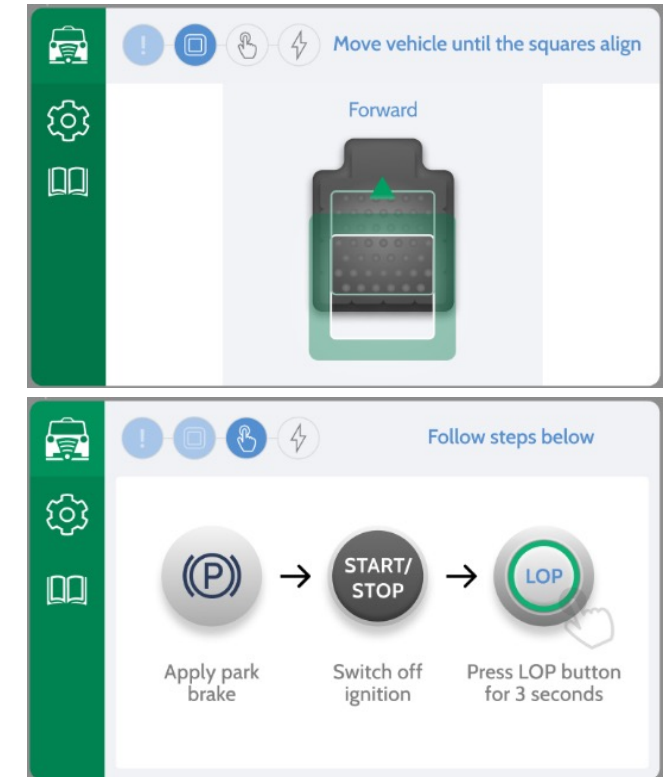 Move vehicle until the squares align
Forward
Follow steps below
P
START/
STOP
LOP
Apply park
brake
Switch off
ignition
Press LOP button
for 3 seconds